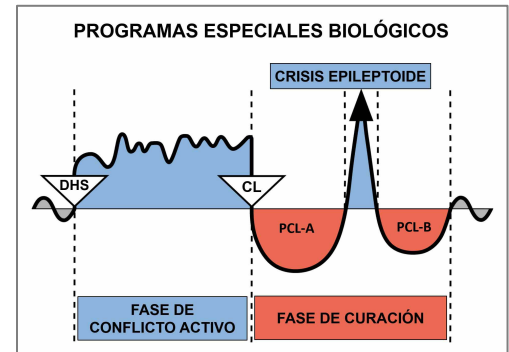 PROGRAMAS ESPECIALES BIOLÓGICOS
CRISIS EPILEPTOIDE
DHS
CL
PCL-A
PCL-B
FASE DE
CONFLICTO ACTIVO
FASE DE CURACIÓN